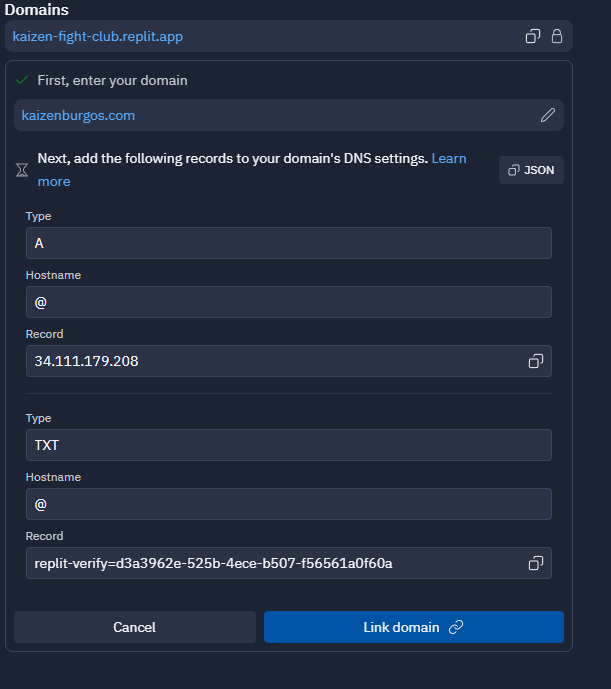 Domains
kaizen-fight-club.replit.app
First, enter your domain
kaizenburgos.com
Next, add the following records to your domain's DNS settings. Learn
more
JSON
Type
A
Hostname
@
Record
34.111.179.208
Type
TXT
Hostname
@
Record
replit-verify=d3a3962e-525b-4ece-b507-f56561a0f60a
Cancel
Link domain